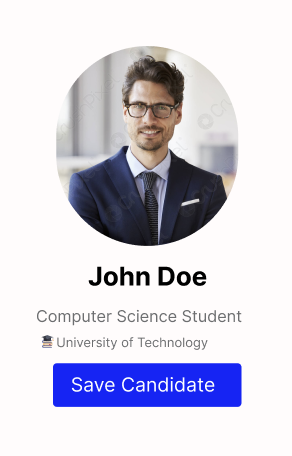 John Doe
Computer Science Student
University of Technology
Save Candidate